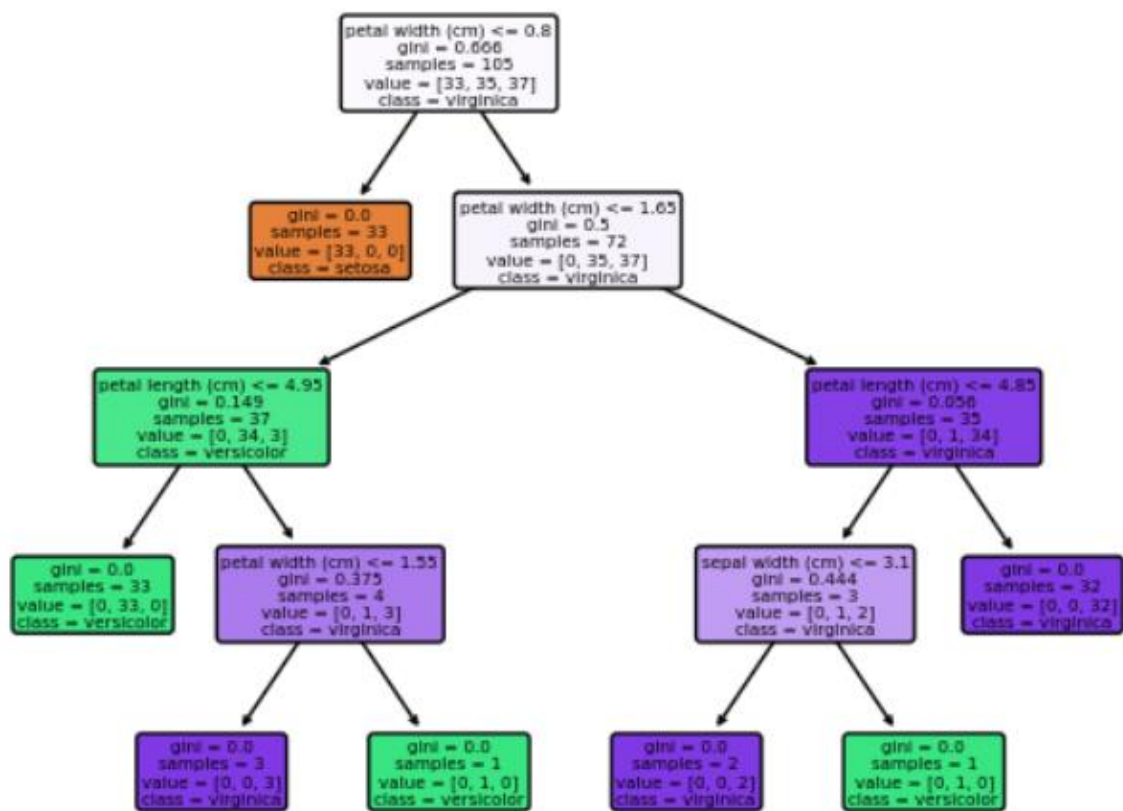 petal width (cm) <= 0.8
gini = 0.666
samples = 105
value = [33, 35, 37]
class = virginica
gini = 0.0
samples = 33
value = [33, 0, 0]
class = setosa
petal width (cm) <= 1.65
gini = 0.5
samples = 72
value = [0, 35, 37]
class = virginica
petal length (cm) <= 4.95
gini = 0.149
samples = 37
value = [0, 34, 3]
class = versicolor
petal length (cm) <= 4.85
gini = 0.056
samples = 35
value = [0, 1, 34]
class = virginica
gini = 0.0
samples = 33
value = [0, 33, 0]
class = versicolor
petal width (cm) <= 1.55
gini = 0.375
samples = 4
value = [0, 1, 3]
class = virginica
sepal width (cm) <= 3.1
gini = 0.444
samples = 3
value = [0, 1, 2]
class = virginica
gini = 0.0
samples = 32
value = [0, 0, 32]
class = virginica
gini = 0.0
samples = 3
value = [0, 0, 3]
class = virginica
gini = 0.0
samples = 1
value = [0, 1, 0]
class = versicolor
gini = 0.0
samples = 2
value = [0, 0, 2]
class = virginica
gini = 0.0
samples = 1
value = [0, 1, 0]
class = versicolor